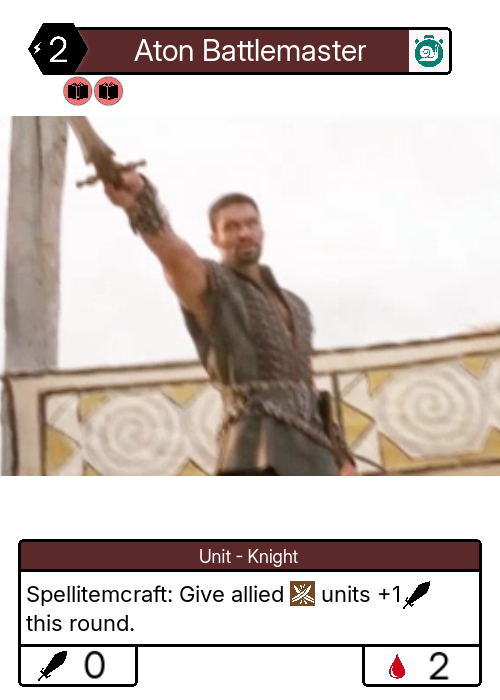 2 Aton Battlemaster
Unit - Knight
Spellitemcraft: Give allied units +1
this round.
0 2